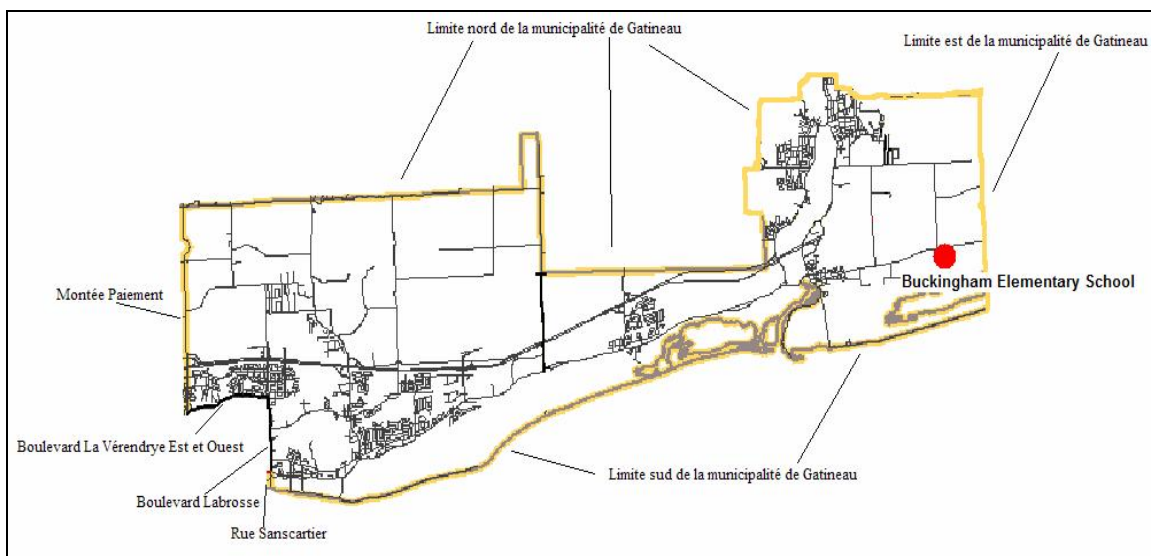 Limite nord de la municipalité de Gatineau
Limite est de la municipalité de Gatineau
Buckingham Elementary School
Montée Paiement
Boulevard La Vérendrye Est et Ouest
Limite sud de la municipalité de Gatineau
Boulevard Labrosse
Rue Sanscartier